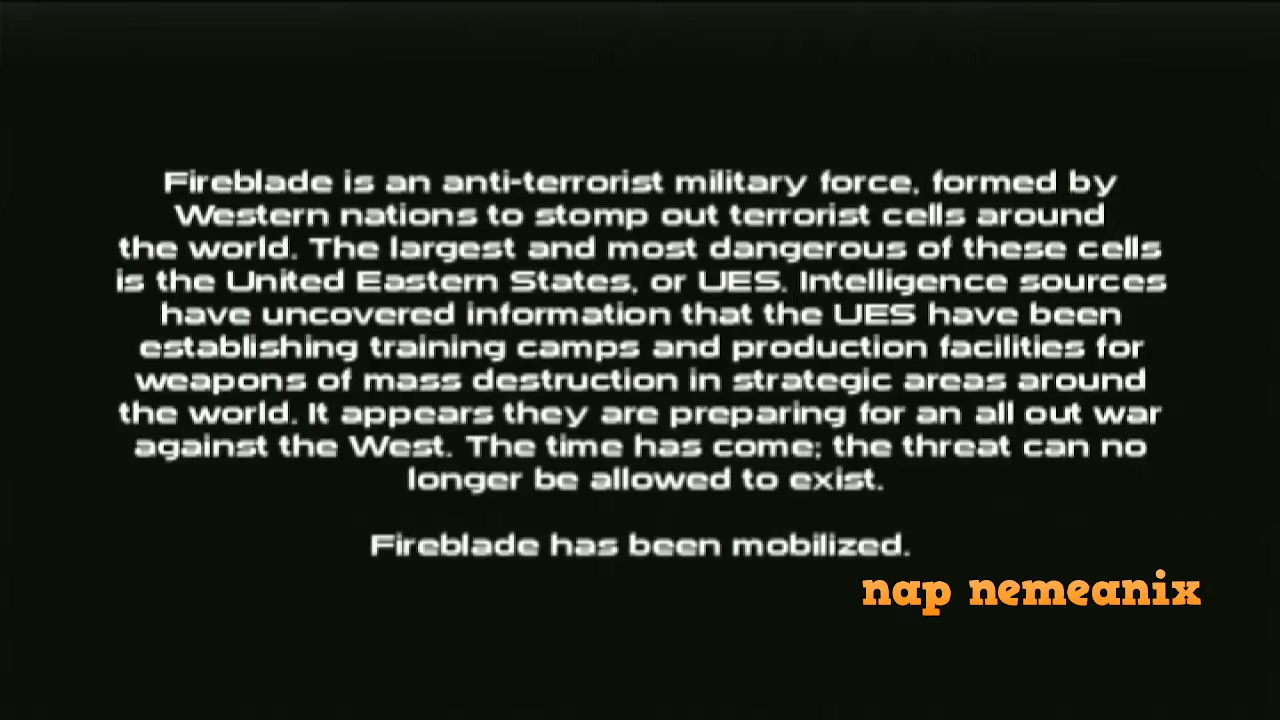 Fireblade is an anti-terrorist military force, formed by
Western nations to stomp out terrorist cells around
the world. The largest and most dangerous of these cells
is the United Eastern States, or UES. Intelligence sources
have uncovered information that the UES have been
establishing training camps and production facilities for
weapons of mass destruction in strategic areas around
the world. It appears they are preparing for an all out war
against the West. The time has come; the threat can no
longer be allowed to exist.
Fireblade has been mobilized.
nap nemeanix